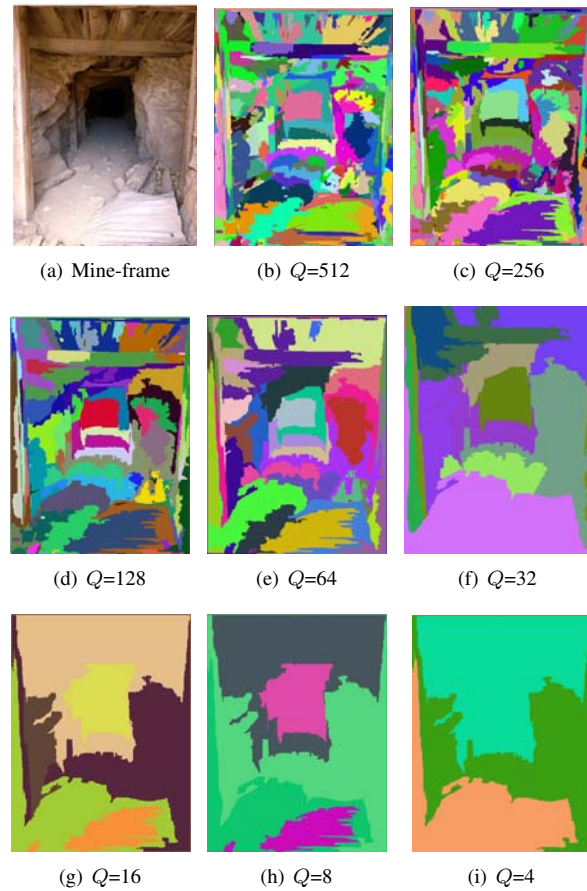 (a) Mine-frame
(b) Q=512
(c) Q=256
(d) Q=128
(e) Q=64
(f) Q=32
(g) Q=16
(h) Q=8
(i) Q=4